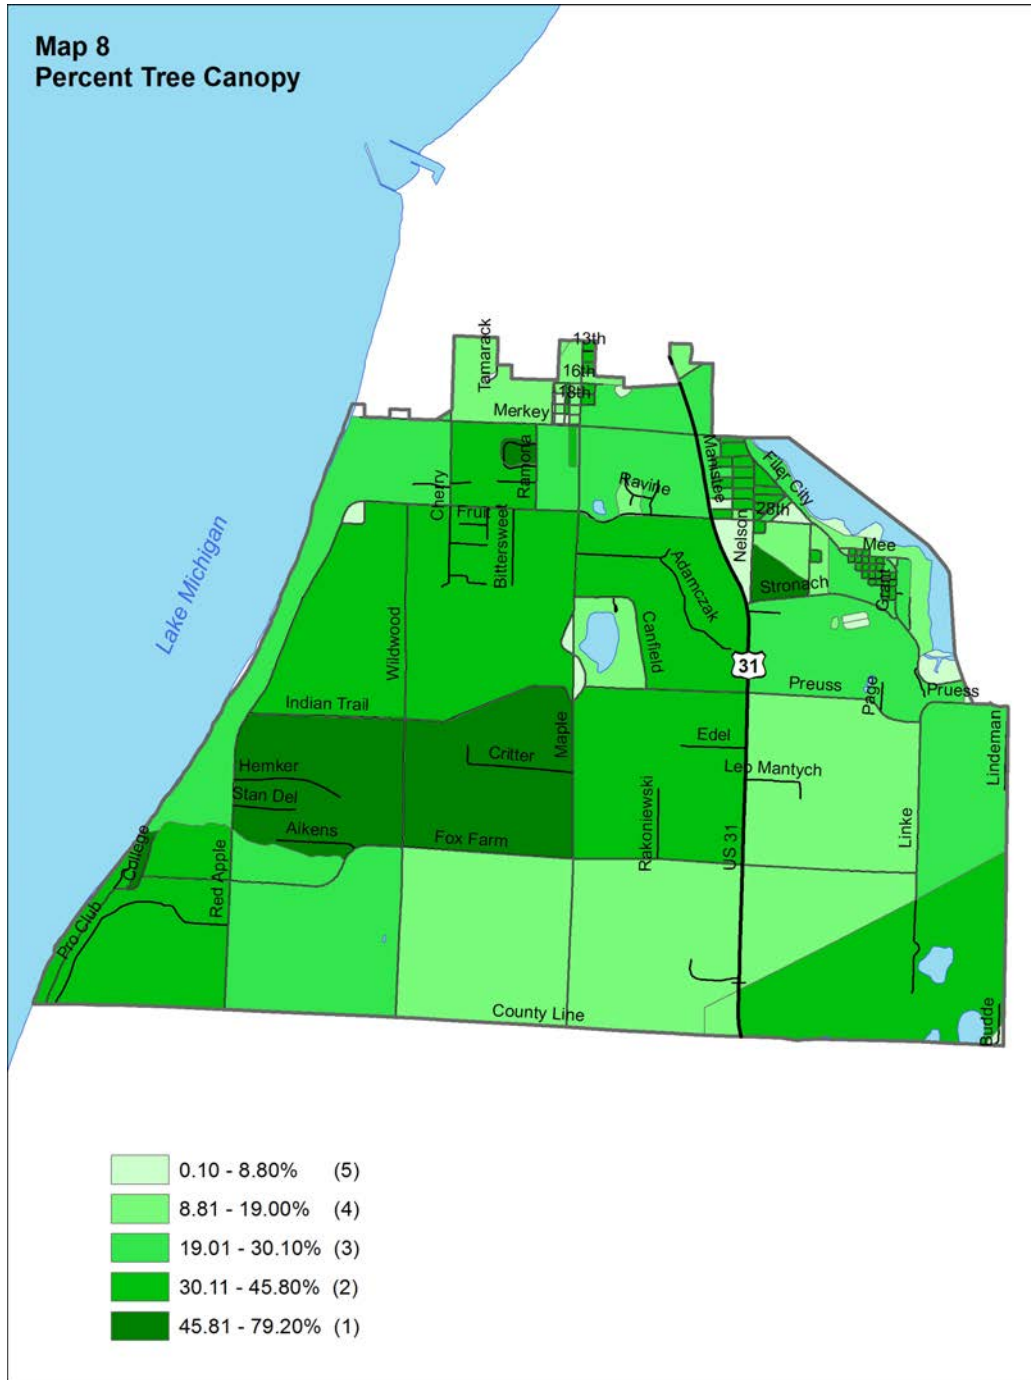 Map 8
Percent Tree Canopy
Lake Michigan
13th
Tamarack
16th
18th
Merkey
Manistee
Filer City
Ramona
Cherry
Ravine
Fruit
28th
Bittersweet
Nelson
Mee
Adamczak
Stronach
Grant
Wildwood
Canfield
31
Preuss
Page
Pruess
Indian Trail
Maple
Edel
Lindeman
Critter
Hemker
Leo Mantych
Stan Del
Rakoniewski
Aikens
Fox Farm
US 31
Linke
College
Red Apple
Pro Club
County Line
Budde
0.10 - 8.80% (5)
8.81 - 19.00% (4)
19.01 - 30.10% (3)
30.11 - 45.80% (2)
45.81 - 79.20% (1)